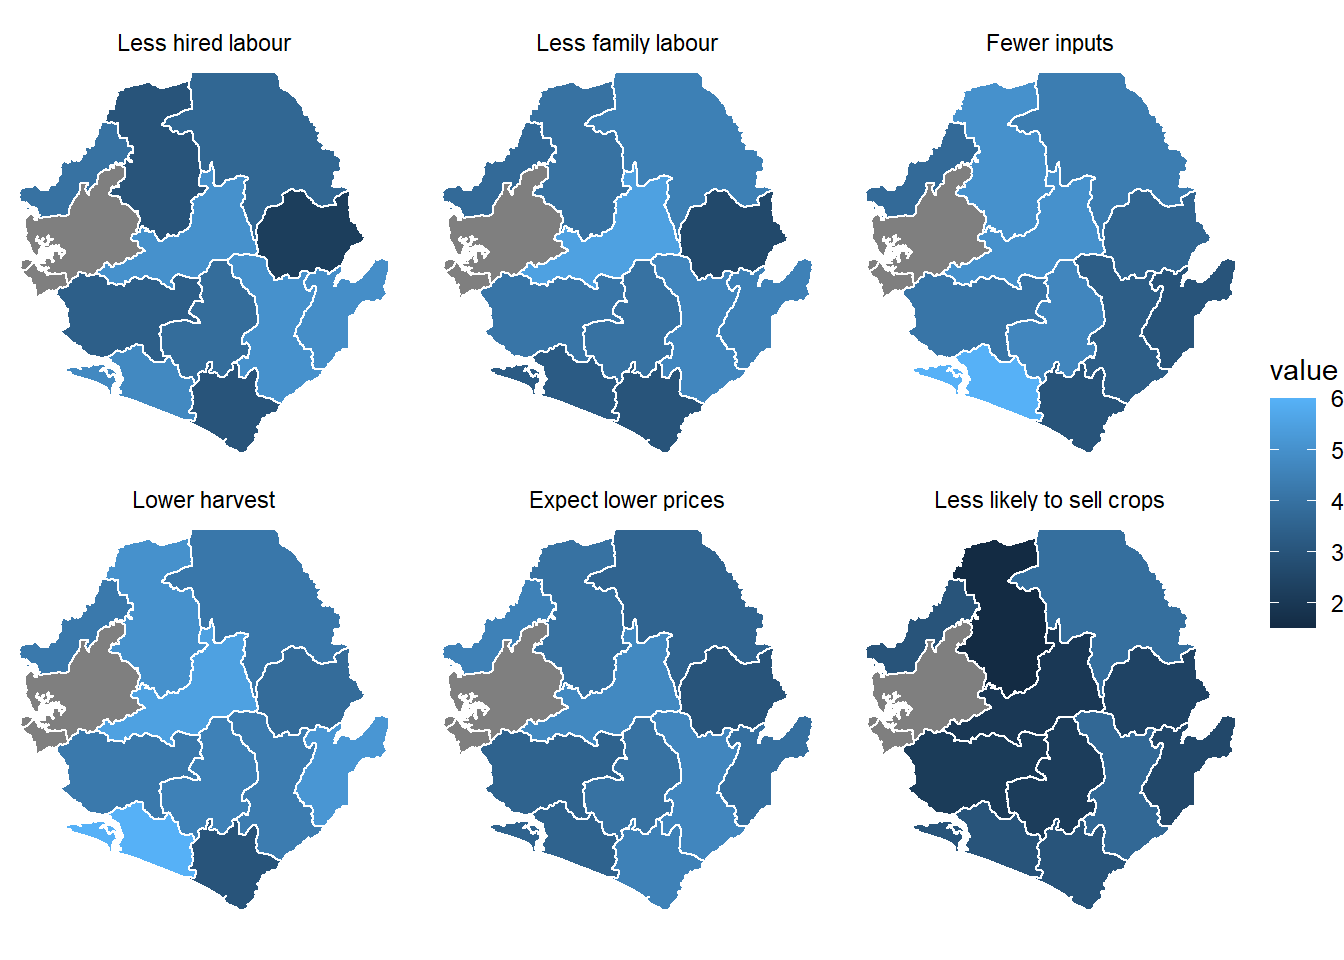 Less hired labour
Less family labour
Fewer inputs
Lower harvest
Expect lower prices
Less likely to sell crops
value
6
5
4
3
2